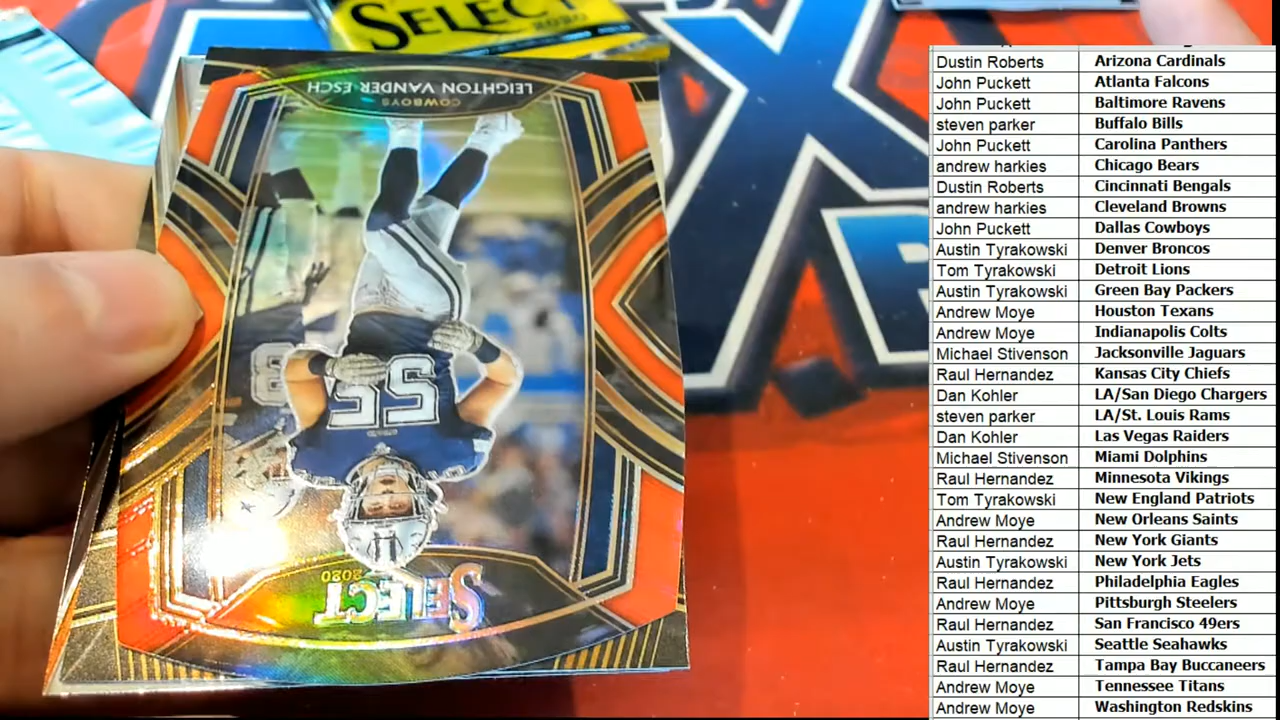 SELECT
LEIGHTON VANDER ESCH
COWBOYS
55
8
2020
SELECT
X
Dustin Roberts Arizona Cardinals
John Puckett Atlanta Falcons
John Puckett Baltimore Ravens
steven parker Buffalo Bills
John Puckett Carolina Panthers
andrew harkies Chicago Bears
Dustin Roberts Cincinnati Bengals
andrew harkies Cleveland Browns
John Puckett Dallas Cowboys
Austin Tyrakowski Denver Broncos
Tom Tyrakowski Detroit Lions
Austin Tyrakowski Green Bay Packers
Andrew Moye Houston Texans
Andrew Moye Indianapolis Colts
Michael Stivenson Jacksonville Jaguars
Raul Hernandez Kansas City Chiefs
Dan Kohler LA/San Diego Chargers
steven parker LA/St. Louis Rams
Dan Kohler Las Vegas Raiders
Michael Stivenson Miami Dolphins
Raul Hernandez Minnesota Vikings
Tom Tyrakowski New England Patriots
Andrew Moye New Orleans Saints
Raul Hernandez New York Giants
Austin Tyrakowski New York Jets
Raul Hernandez Philadelphia Eagles
Andrew Moye Pittsburgh Steelers
Raul Hernandez San Francisco 49ers
Austin Tyrakowski Seattle Seahawks
Raul Hernandez Tampa Bay Buccaneers
Andrew Moye Tennessee Titans
Andrew Moye Washington Redskins